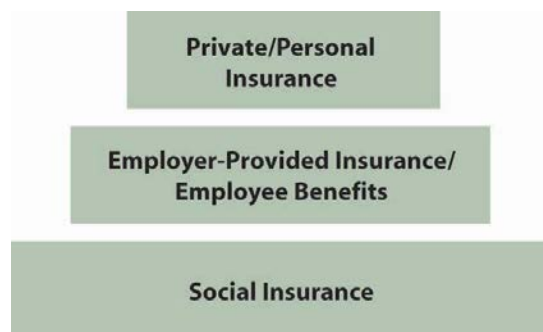 Private/Personal
Insurance
Employer-Provided Insurance/
Employee Benefits
Social Insurance